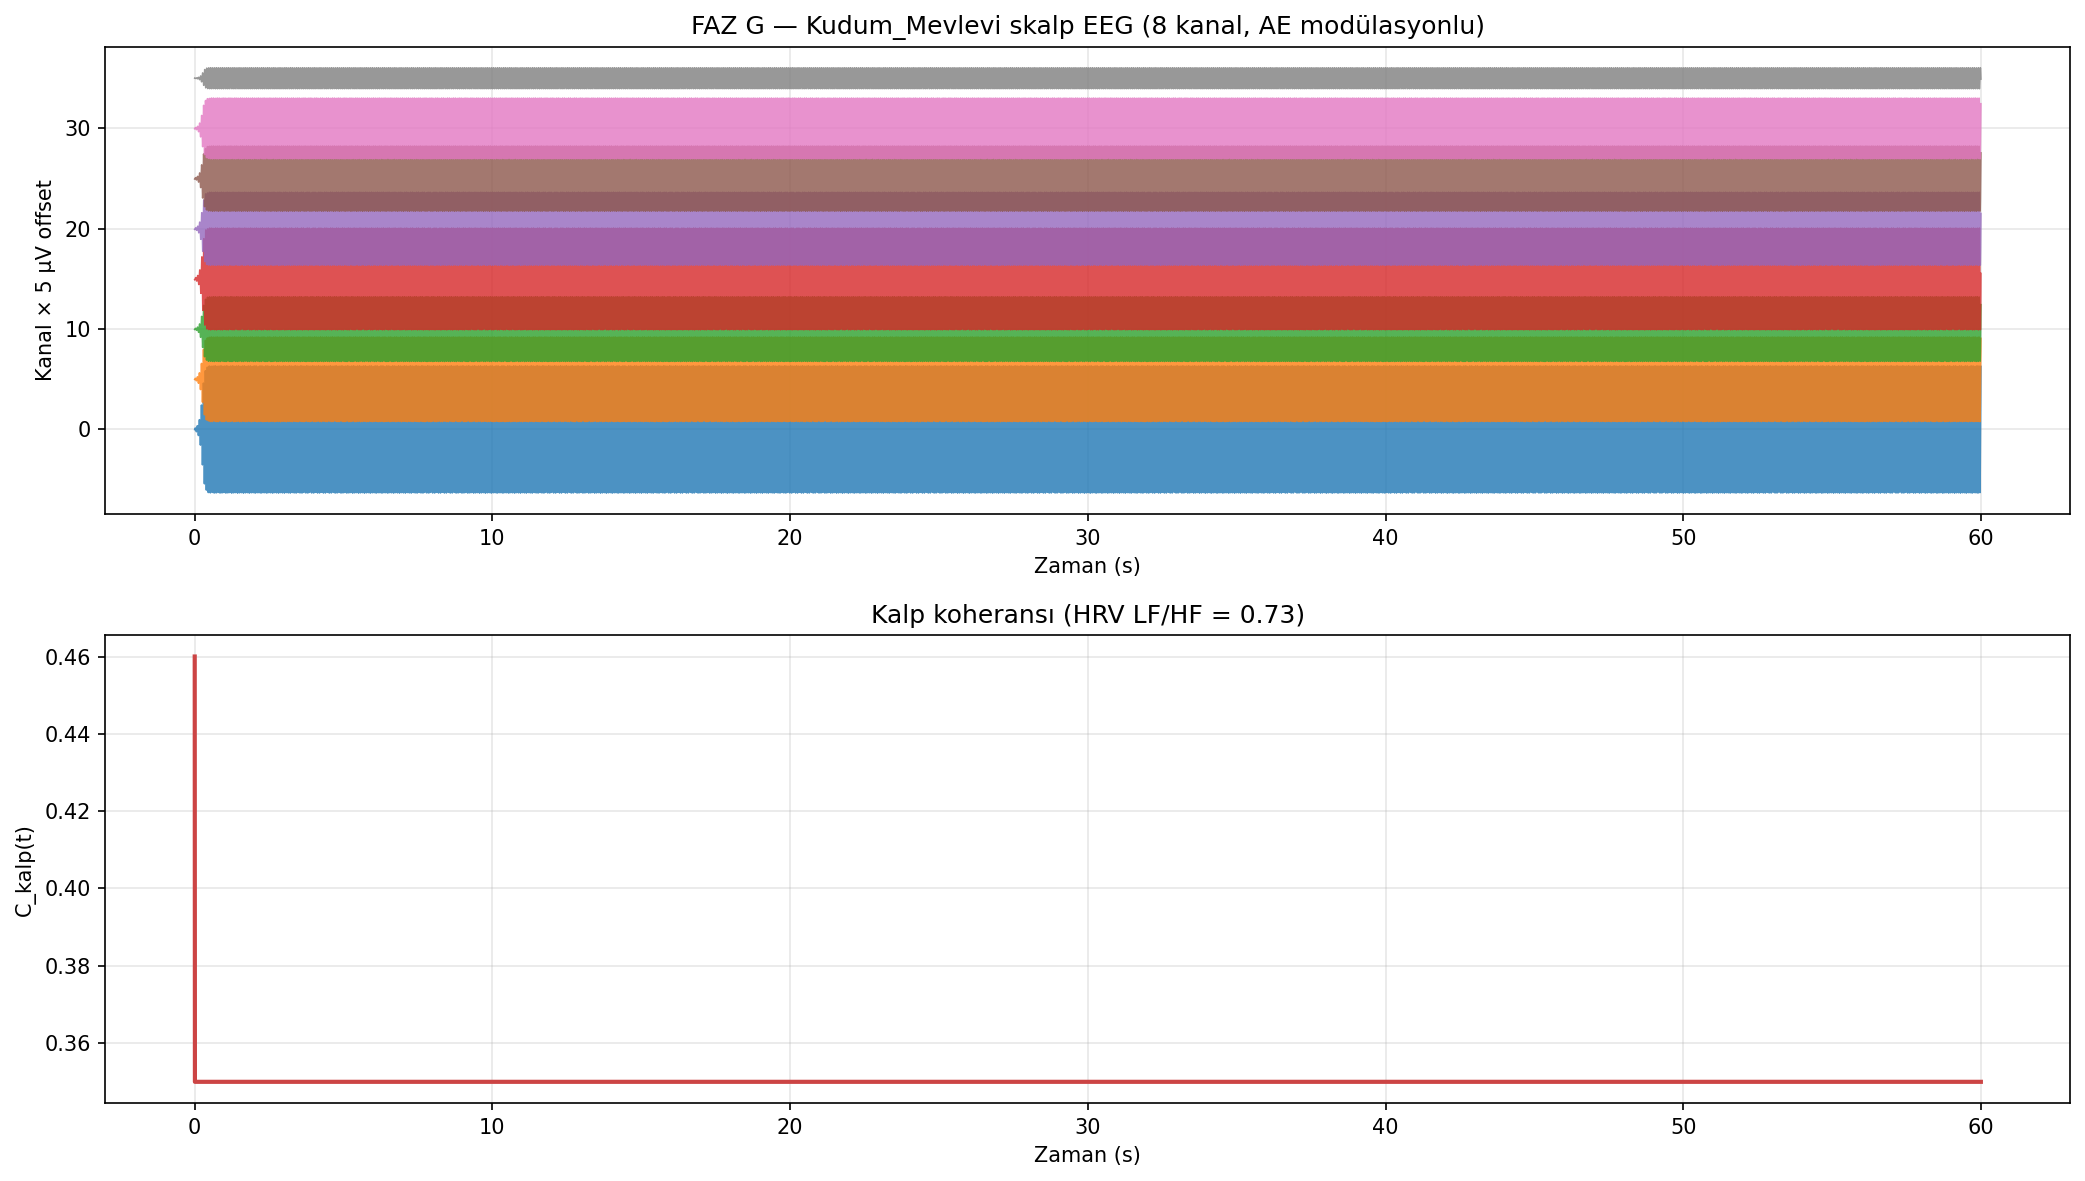 FAZ G — Kudum_Mevlevi skalp EEG (8 kanal, AE modülasyonlu)
Kanal × 5 µV offset
30
20
10
0
0 10 20 30 40 50 60
Zaman (s)
Kalp koheransı (HRV LF/HF = 0.73)
C_kalp(t)
0.46
0.44
0.42
0.40
0.38
0.36
0 10 20 30 40 50 60
Zaman (s)